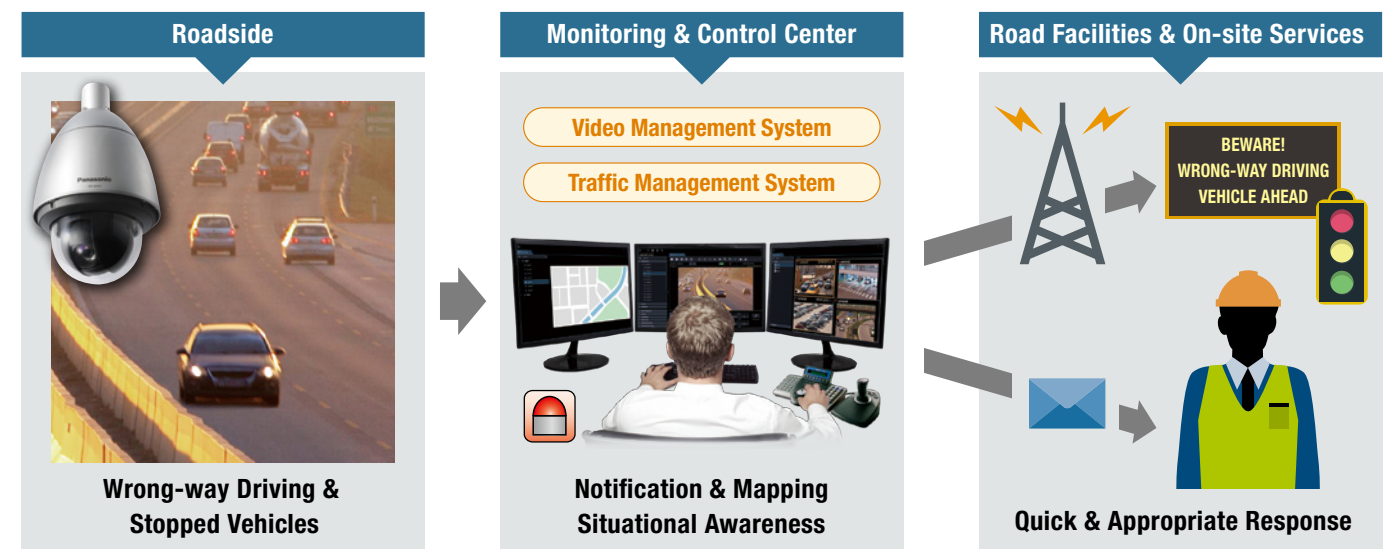 Roadside
Panasonic
Wrong-way Driving &
Stopped Vehicles
Monitoring & Control Center
Video Management System
Traffic Management System
Notification & Mapping
Situational Awareness
Road Facilities & On-site Services
BEWARE!
WRONG-WAY DRIVING
VEHICLE AHEAD
Quick & Appropriate Response